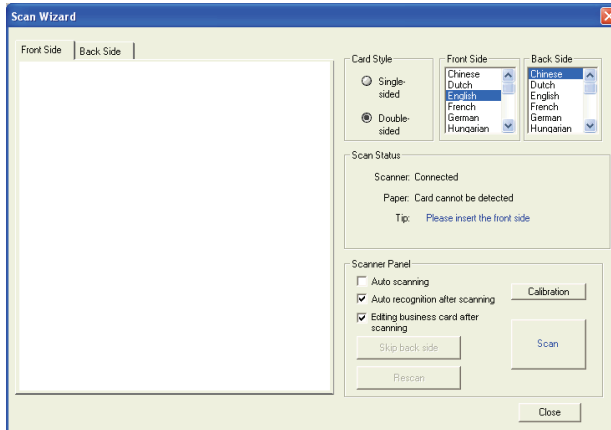 Scan Wizard
Front Side
Back Side
Card Style
Single-
sided
Double-
sided
Front Side
Chinese
Dutch
English
French
German
Hungarian
Back Side
Chinese
Dutch
English
French
German
Hungarian
Scan Status
Scanner: Connected
Paper: Card cannot be detected
Tip: Please insert the front side
Scanner Panel
Auto scanning
Auto recognition after scanning
Editing business card after
scanning
Skip back side
Rescan
Calibration
Scan
Close